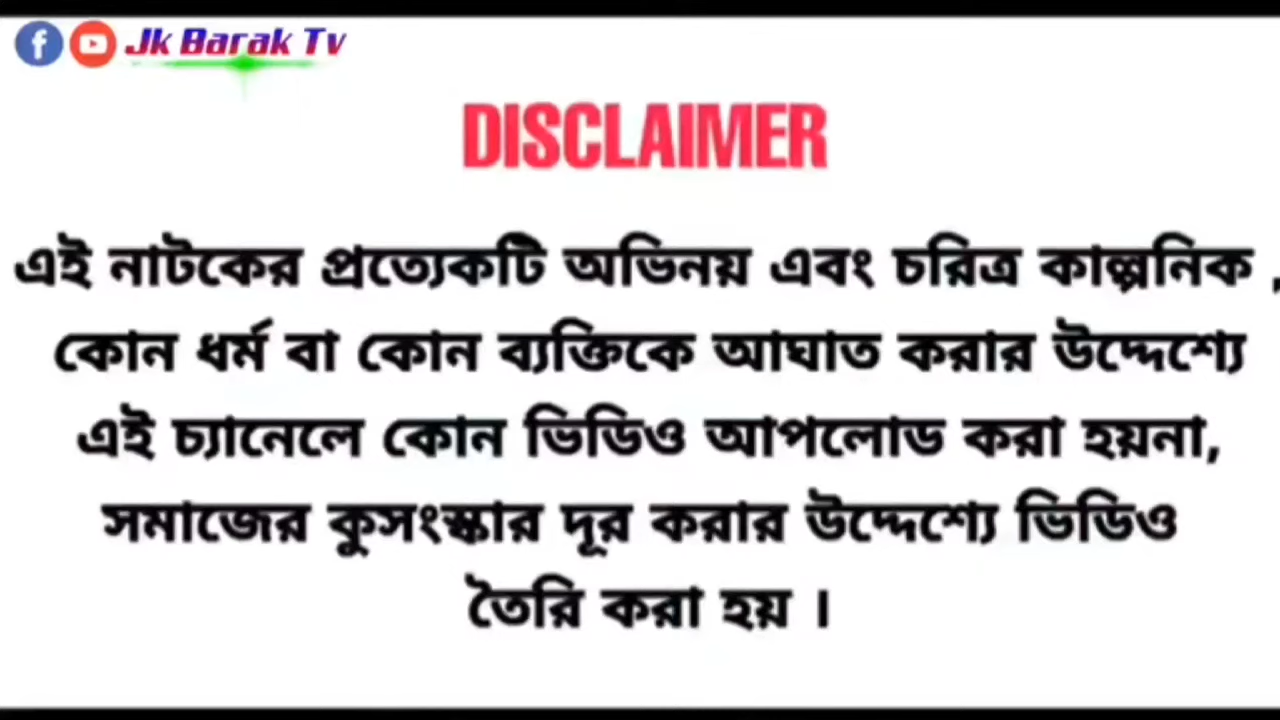 Jk Barak Tv
DISCLAIMER
এই নাটকের প্রত্যেকটি অভিনয় এবং চরিত্র কাল্পনিক ,
কোন ধর্ম বা কোন ব্যক্তিকে আঘাত করার উদ্দেশ্যে
এই চ্যানেলে কোন ভিডিও আপলোড করা হয়না,
সমাজের কুসংস্কার দূর করার উদ্দেশ্যে ভিডিও
তৈরি করা হয় ।